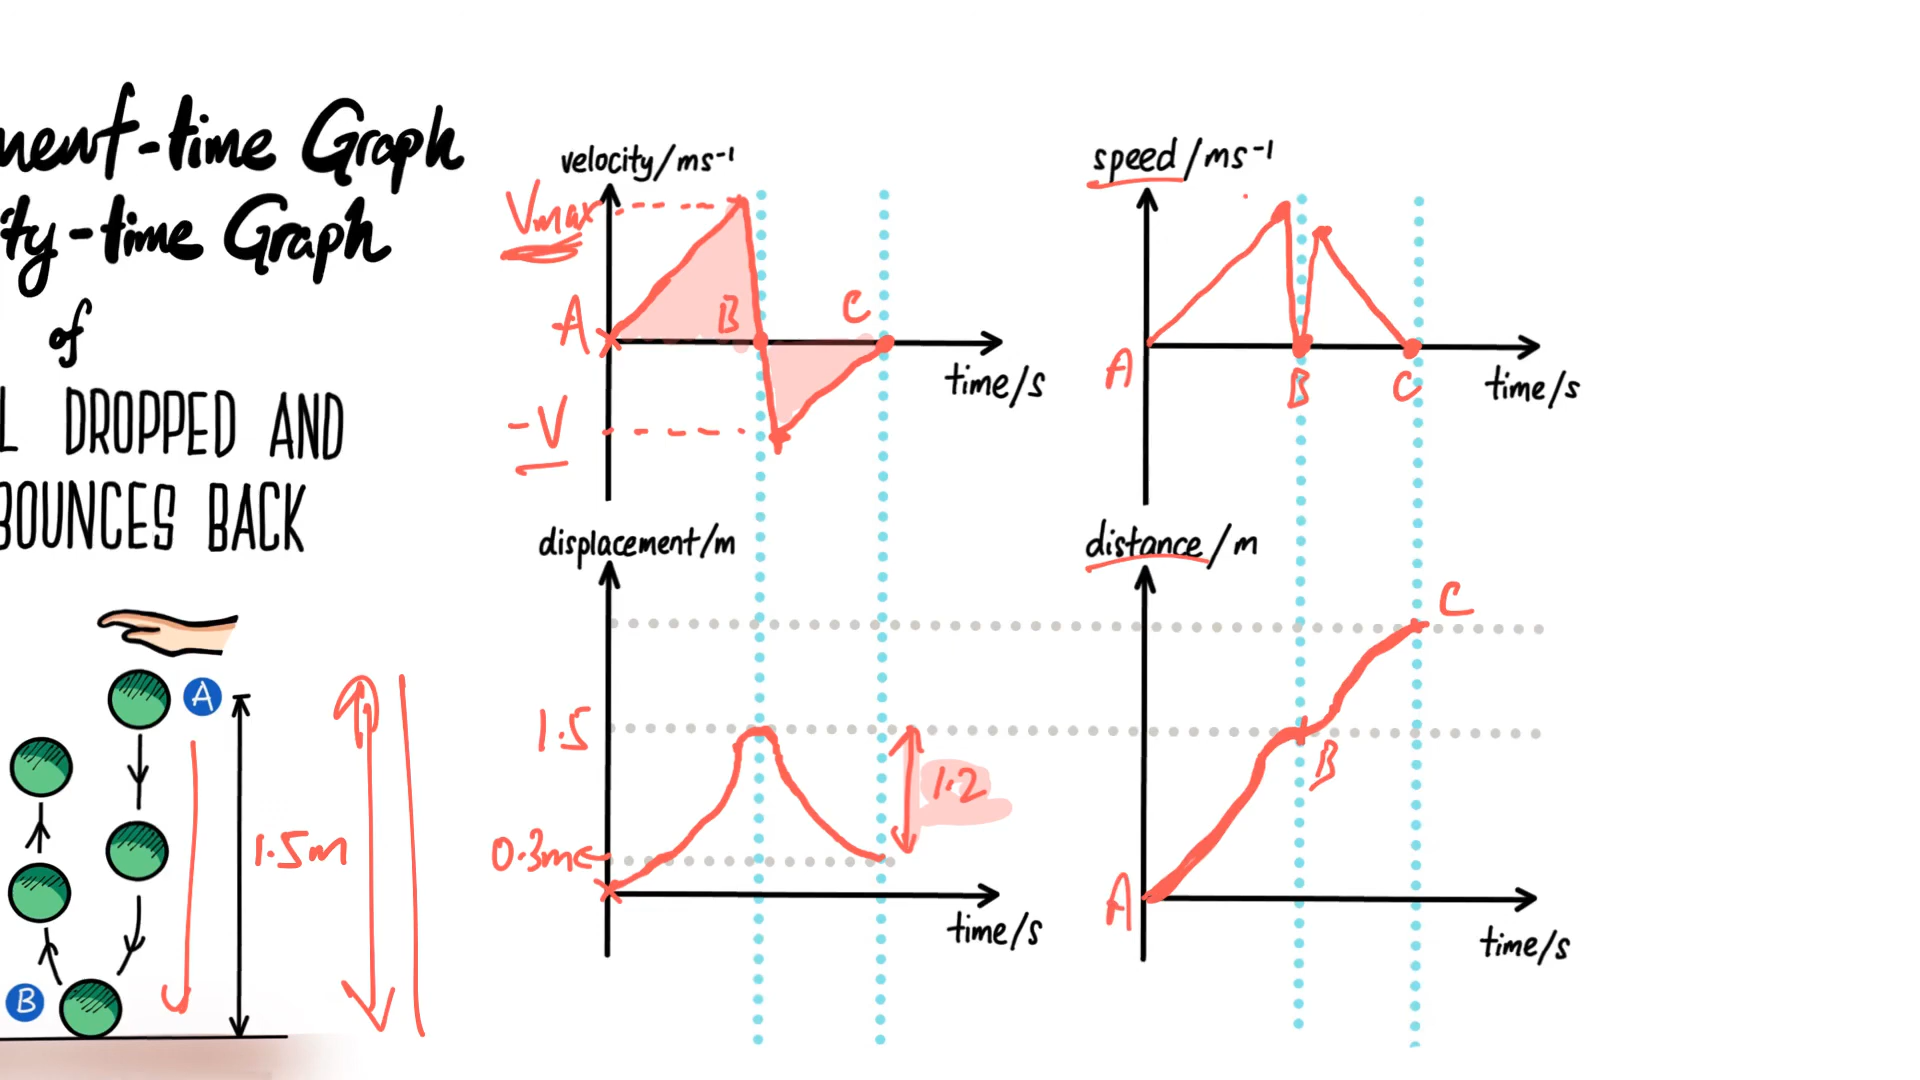 ment-time Graph
ity-time Graph
of
L DROPPED AND
BOUNCES BACK
A
1.5m
B
velocity/ms⁻¹
Vmax
A
B
C
-V
time/s
speed/ms⁻¹
A
B
C
time/s
displacement/m
1.5
1.2
0.3m
time/s
distance/m
C
B
A
time/s